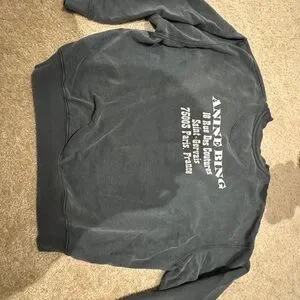 ANINE BING
18 Rue Des Coutures
Saint-Gervais
75003 Paris, France